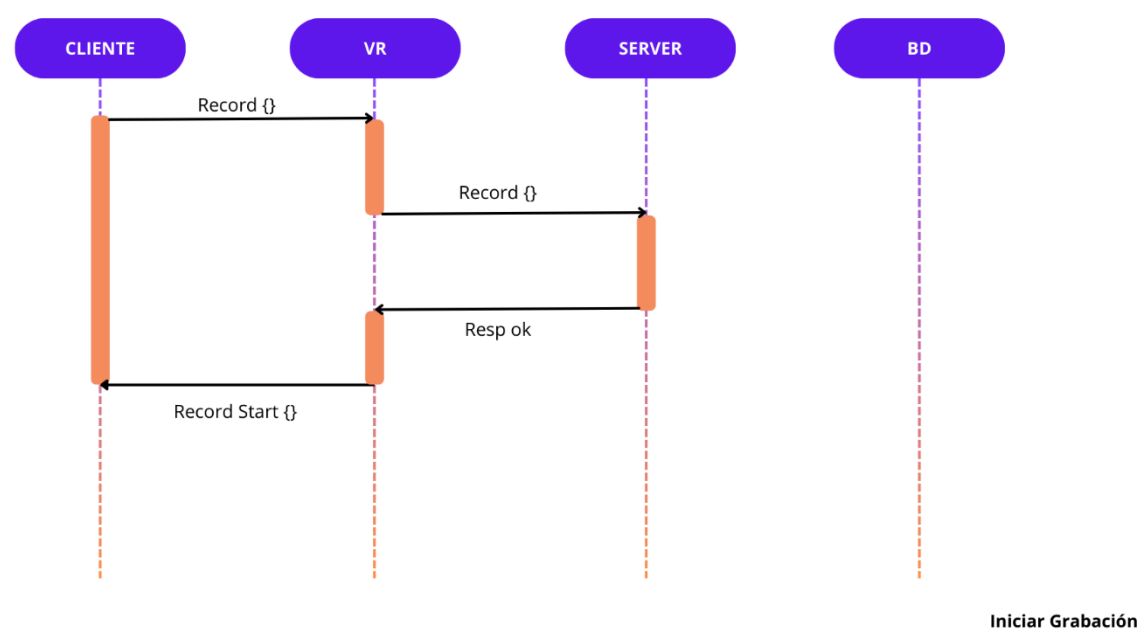 CLIENTE
VR
SERVER
BD
Record {}
Record {}
Resp ok
Record Start {}
Iniciar Grabación